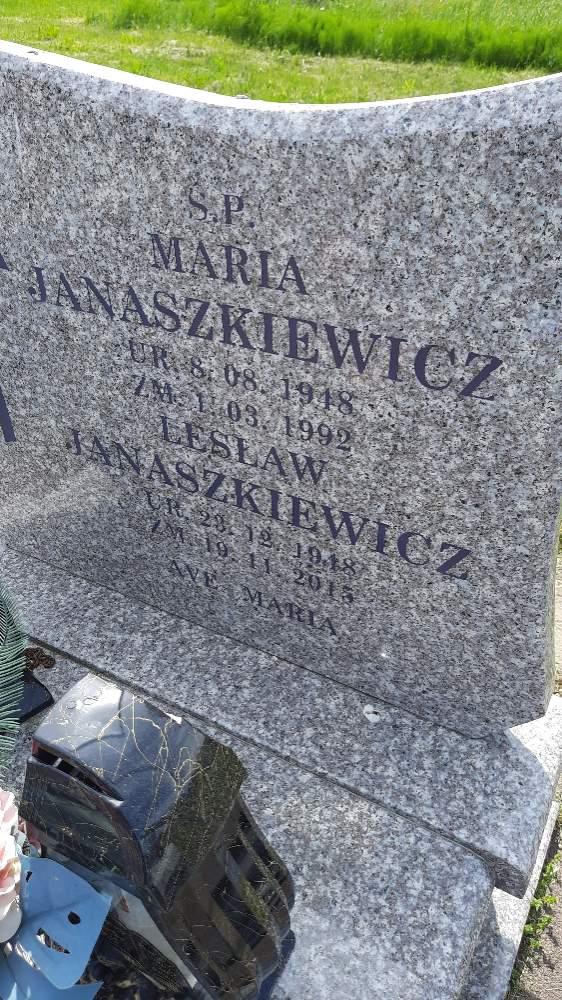 Ś.P.
MARIA
JANASZKIEWICZ
UR. 8. 08. 1948
ZM. 1. 03. 1992
LESŁAW
JANASZKIEWICZ
UR. 23. 12. 1948
ZM. 19. 11. 2015
AVE MARIA